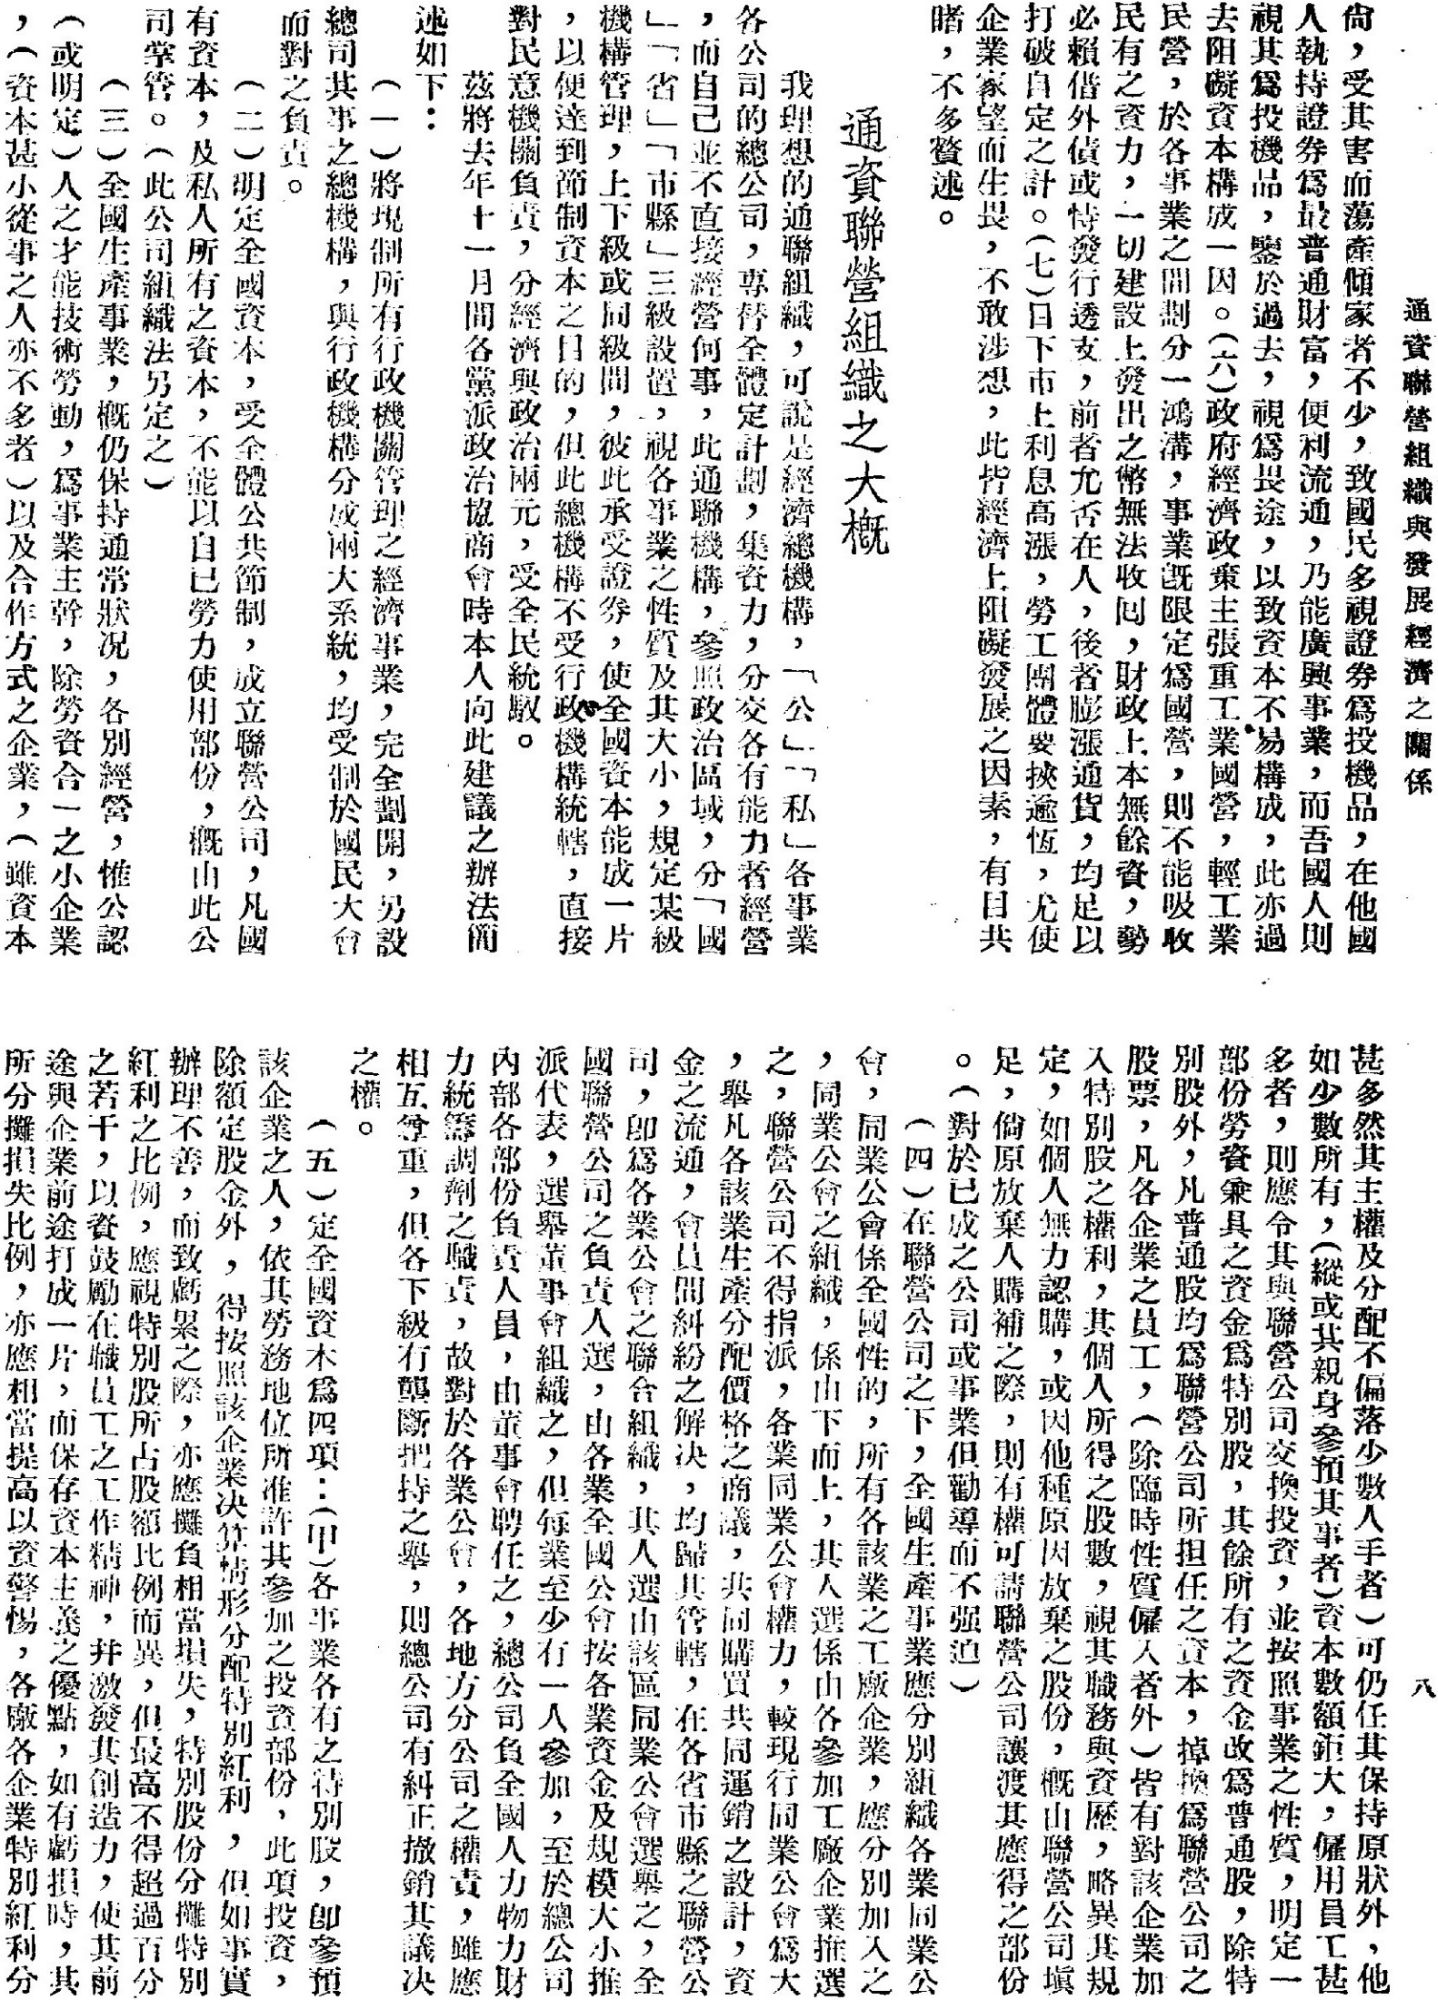 通資聯營組織與發展經濟之關係
八
尙，受其害而蕩產傾家者不少，致國民多視證券爲投機品，在他國
人執持證券爲最普通財富，便利流通，乃能廣興事業，而吾國人則
視其爲投機品，鑒於過去，視爲畏途，以致資本不易構成，此亦過
去阻礙資本構成一因。（六）政府經濟政策主張重工業國營，輕工業
民營，於各事業之間劃分一鴻溝，事業旣限定爲國營，則不能吸收
民有之資力，一切建設上發出之幣無法收回，財政上本無餘資，勢
必賴借外債或特發行透支，前者允否在人，後者膨漲通貨，均足以
打破自定之計。（七）目下市上利息高漲，勞工團體要挾逾恆，尤使
企業家望而生畏，不敢涉想，此皆經濟上阻礙發展之因素，有目共
睹，不多贅述。
通資聯營組織之大概
我理想的通聯組織，可說是經濟總機構，「公」「私」各事業
各公司的總公司，專替全體定計劃，集資力，分交各有能力者經營
，而自己並不直接經營何事，此通聯機構，參照政治區域，分「國
」「省」「市縣」三級設置，視各事業之性質及其大小，規定某級
機構管理，上下級或同級間，彼此承受證券，使全國資本能成一片
，以便達到節制資本之目的，但此總機構不受行政機構統轄，直接
對民意機關負責，分經濟與政治兩元，受全民統馭。
茲將去年十一月間各黨派政治協商會時本人向此建議之辦法簡
述如下：
（一）將現制所有行政機關管理之經濟事業，完全劃開，另設
總司其事之總機構，與行政機構分成兩大系統，均受制於國民大會
而對之負責。
（二）明定全國資本，受全體公共節制，成立聯營公司，凡國
有資本，及私人所有之資本，不能以自己勞力使用部份，概由此公
司掌管。（此公司組織法另定之）
（三）全國生產事業，概仍保持通常狀况，各別經營，惟公認
（或明定）人之才能技術勞動，爲事業主幹，除勞資合一之小企業
，（資本甚小從事之人亦不多者）以及合作方式之企業，（雖資本
甚多然其主權及分配不偏落少數人手者）可仍任其保持原狀外，他
如少數所有，（縱或其親身參預其事者）資本數額鉅大，僱用員工甚
多者，則應令其與聯營公司交換投資，並按照事業之性質，明定一
部份勞資兼具之資金爲特別股，其餘所有之資金改爲普通股，除特
別股外，凡普通股均爲聯營公司所担任之資本，掉換爲聯營公司之
股票，凡各企業之員工，（除臨時性質僱入者外）皆有對該企業加
入特別股之權利，其個人所得之股數，視其職務與資歷，略異其規
定，如個人無力認購，或因他種原因放棄之股份，概由聯營公司塡
足，倘原放棄人購補之際，則有權可請聯營公司讓渡其應得之部份
。（對於已成之公司或事業但勸導而不强迫）
（四）在聯營公司之下，全國生產事業應分別組織各業同業公
會，同業公會係全國性的，所有各該業之工廠企業，應分別加入之
，同業公會之組織，係由下而上，其人選係由各參加工廠企業推選
之，聯營公司不得指派，各業同業公會權力，較現行同業公會爲大
，舉凡各該業生產分配價格之商議，共同購買共同運銷之設計，資
金之流通，會員間糾紛之解决，均歸其管轄，在各省市縣之聯營公
司，卽爲各業公會之聯合組織，其人選由該區同業公會選舉之，全
國聯營公司之負責人選，由各業全國公會按各業資金及規模大小推
派代表，選舉董事會組織之，但每業至少有一人參加，至於總公司
內部各部份負責人員，由董事會聘任之，總公司負全國人力物力財
力統籌調劑之職責，故對於各業公會，各地方分公司之權責，雖應
相互尊重，但各下級有壟斷把持之舉，則總公司有糾正撤銷其議决
之權。
（五）定全國資本爲四項：（甲）各事業各有之特別股，卽參預
該企業之人，依其勞務地位所准許其參加之投資部份，此項投資，
除額定股金外，得按照該企業决算情形分配特別紅利，但如事實
辦理不善，而致虧累之際，亦應攤負相當損失，特別股份分攤特別
紅利之比例，應視特別股所占股額比例而異，但最高不得超過百分
之若干，以資鼓勵在職員工之工作精神，幷激發其創造力，使其前
途與企業前途打成一片，而保存資本主義之優點，如有虧損時，其
所分攤損失比例，亦應相當提高以資警惕，各廠各企業特別紅利分